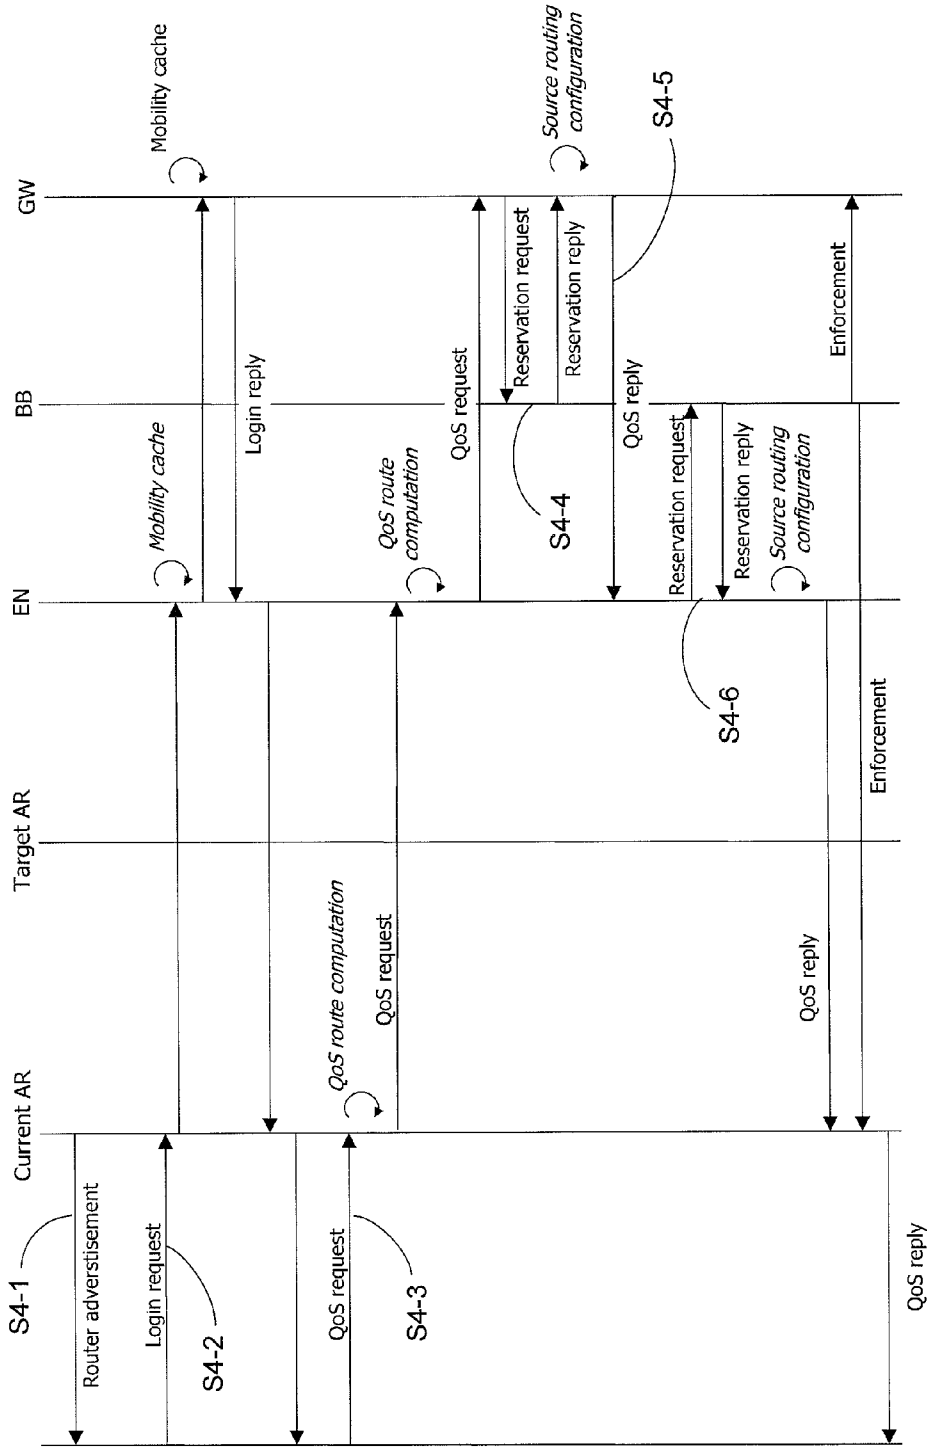 Current AR
Target AR
EN
BB
GW
S4-1
Router adverstisement
Login request
S4-2
Mobility cache
Mobility cache
Login reply
QoS request
S4-3
QoS route computation
QoS request
QoS route
computation
QoS request
Reservation request
S4-4
Reservation reply
Source routing
configuration
QoS reply
S4-5
Reservation request
S4-6
Reservation reply
Source routing
configuration
QoS reply
Enforcement
Enforcement
QoS reply